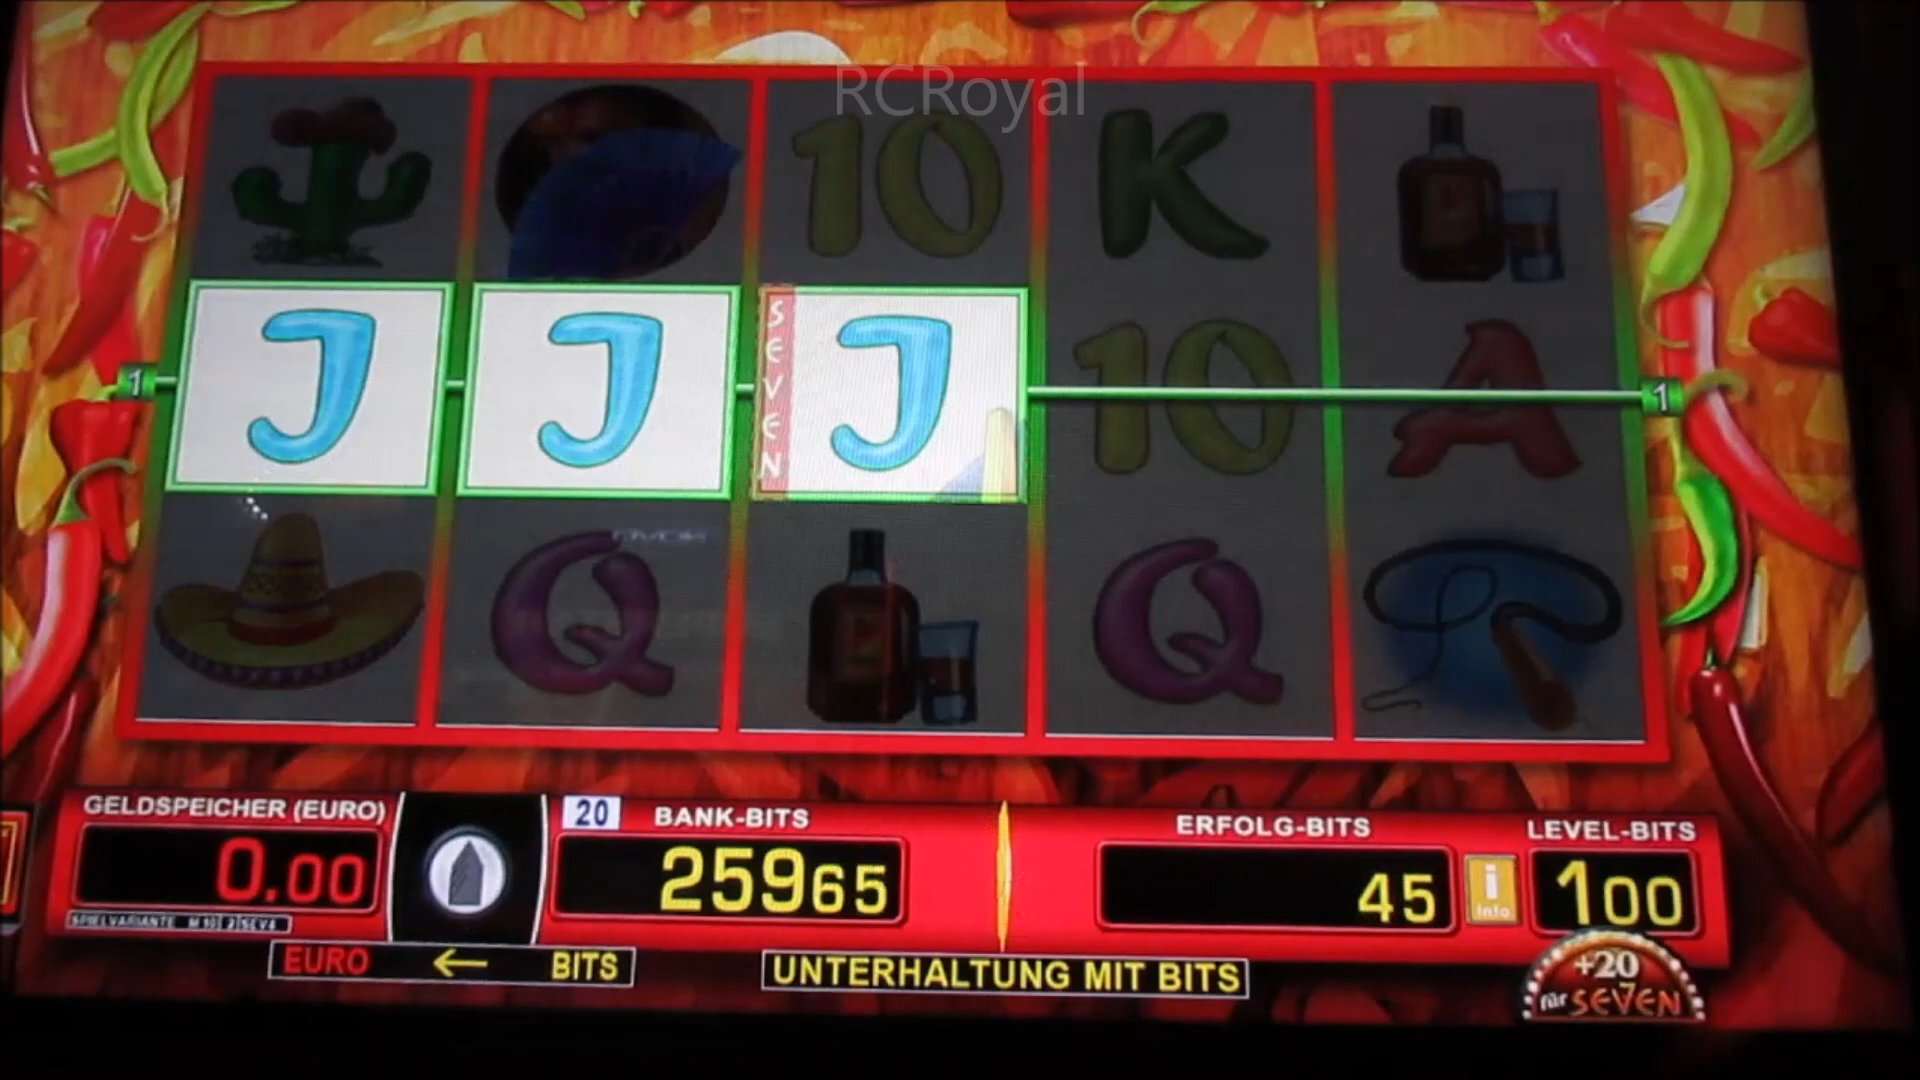 RCRoyal
10 K
1 J J SEVEN J 10 A 1
Q Q
GELDSPEICHER (EURO) 20 BANK-BITS ERFOLG-BITS LEVEL-BITS
0.00 25965 45 i Info 100
SPIELVARIANTE
EURO ← BITS UNTERHALTUNG MIT BITS
+20
für SEVEN